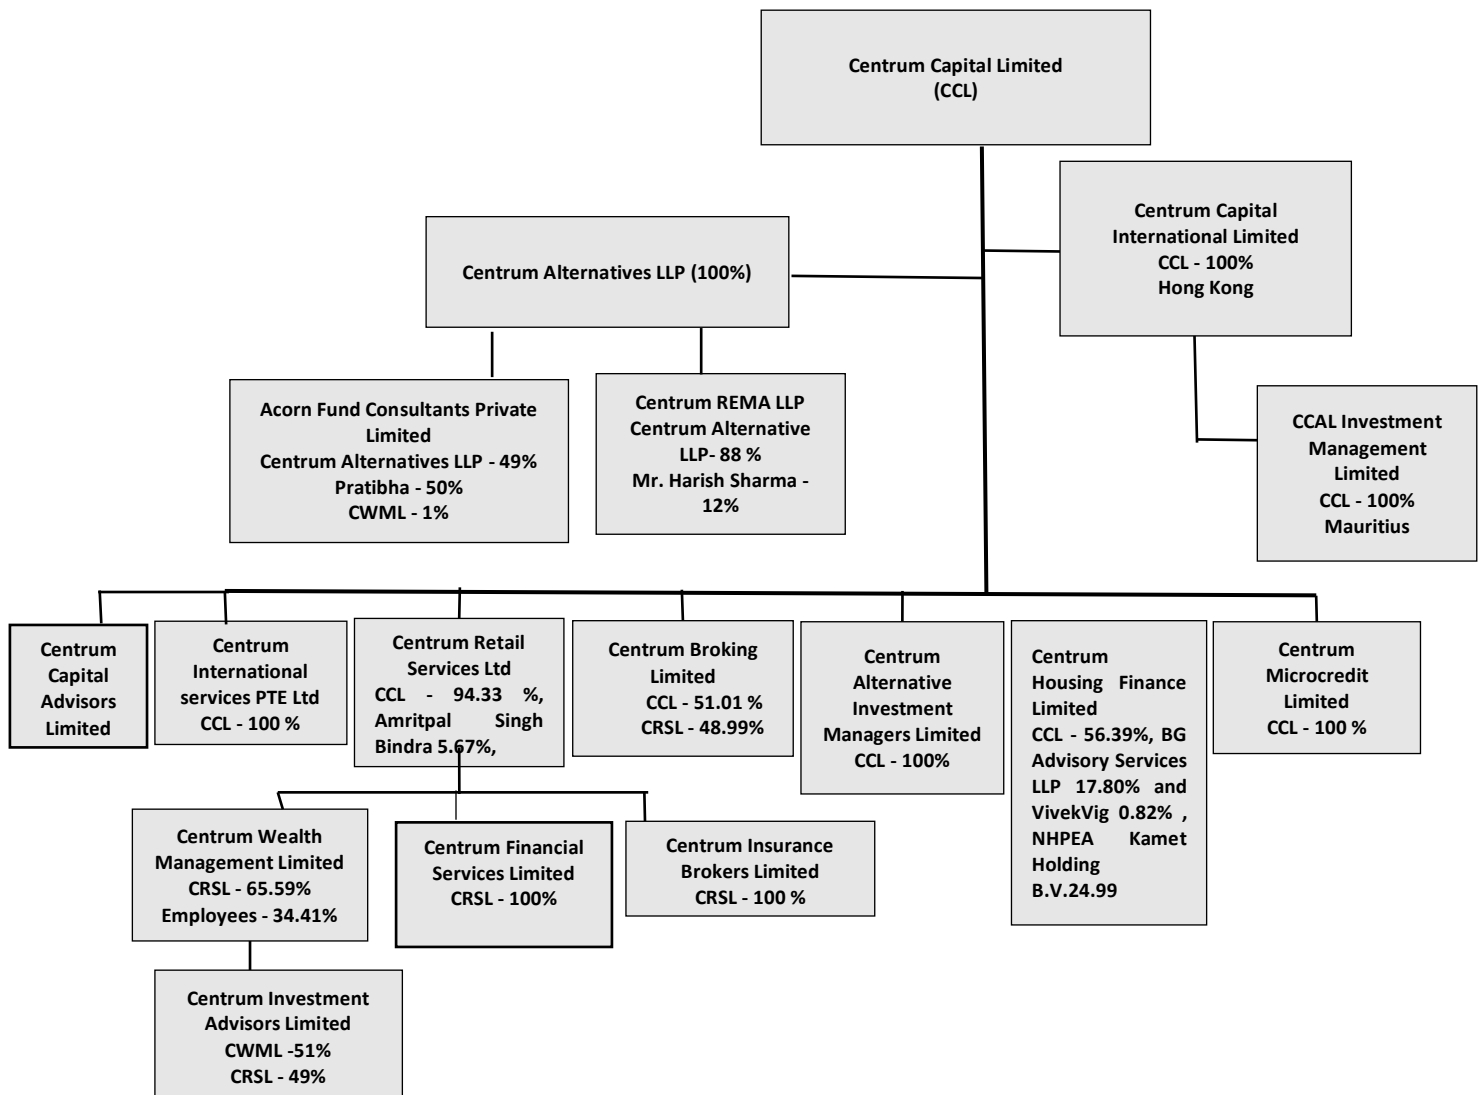 Centrum Capital Limited
(CCL)
Centrum Capital
International Limited
CCL - 100%
Hong Kong
Centrum Alternatives LLP (100%)
Acorn Fund Consultants Private
Limited
Centrum Alternatives LLP - 49%
Pratibha - 50%
CWML - 1%
Centrum REMA LLP
Centrum Alternative
LLP- 88 %
Mr. Harish Sharma -
12%
CCAL Investment
Management
Limited
CCL - 100%
Mauritius
Centrum
Capital
Advisors
Limited
Centrum
International
services PTE Ltd
CCL - 100 %
Centrum Retail
Services Ltd
CCL - 94.33 %,
Amritpal Singh
Bindra 5.67%,
Centrum Broking
Limited
CCL - 51.01 %
CRSL - 48.99%
Centrum
Alternative
Investment
Managers Limited
CCL - 100%
Centrum
Housing Finance
Limited
CCL - 56.39%, BG
Advisory Services
LLP 17.80% and
VivekVig 0.82% ,
NHPEA Kamet
Holding
B.V.24.99
Centrum
Microcredit
Limited
CCL - 100 %
Centrum Wealth
Management Limited
CRSL - 65.59%
Employees - 34.41%
Centrum Financial
Services Limited
CRSL - 100%
Centrum Insurance
Brokers Limited
CRSL - 100 %
Centrum Investment
Advisors Limited
CWML -51%
CRSL - 49%